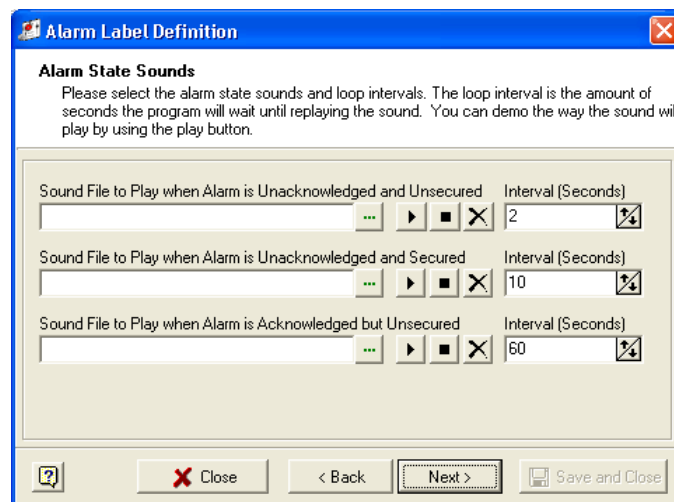 Alarm Label Definition
Alarm State Sounds
Please select the alarm state sounds and loop intervals. The loop interval is the amount of
seconds the program will wait until replaying the sound. You can demo the way the sound wil
play by using the play button.
Sound File to Play when Alarm is Unacknowledged and Unsecured Interval (Seconds)
... 2
Sound File to Play when Alarm is Unacknowledged and Secured Interval (Seconds)
... 10
Sound File to Play when Alarm is Acknowledged but Unsecured Interval (Seconds)
... 60
? Close < Back Next > Save and Close